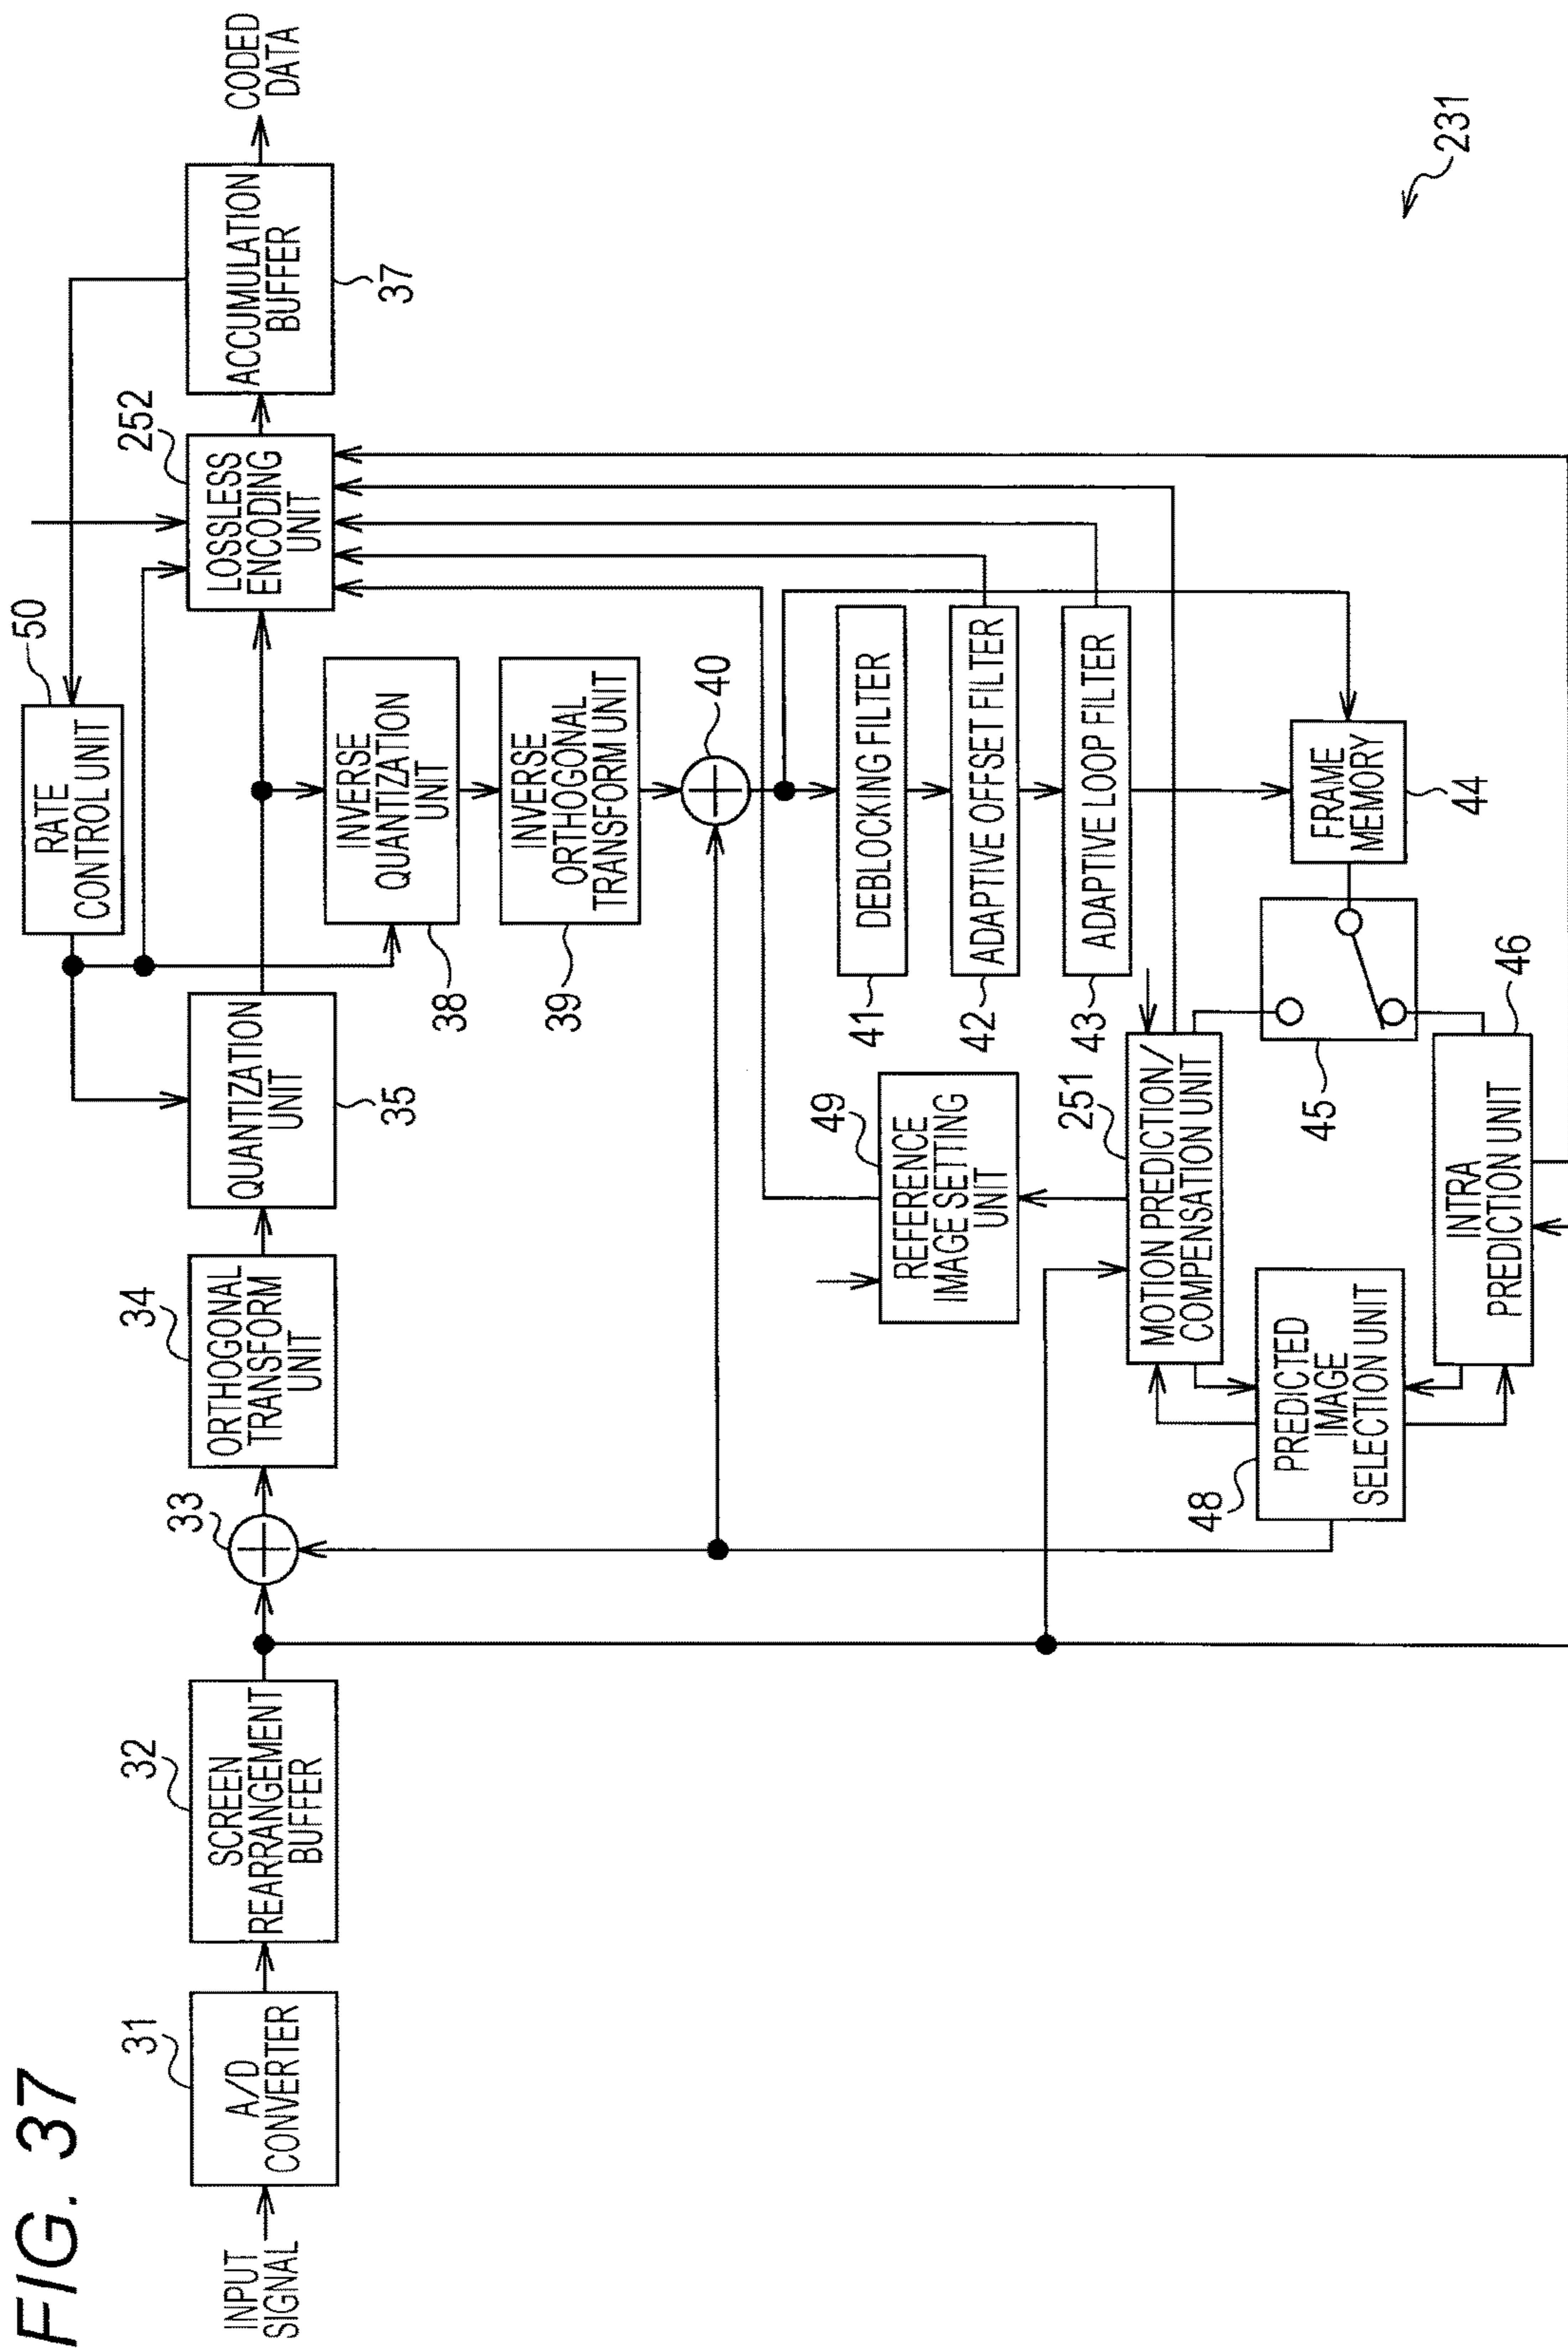 FIG. 37
INPUT
SIGNAL
31
A/D
CONVERTER
32
SCREEN
REARRANGEMENT
BUFFER
33
34
ORTHOGONAL
TRANSFORM
UNIT
35
QUANTIZATION
UNIT
50
RATE
CONTROL UNIT
252
LOSSLESS
ENCODING
UNIT
37
ACCUMULATION
BUFFER
CODED
DATA
38
INVERSE
QUANTIZATION
UNIT
39
INVERSE
ORTHOGONAL
TRANSFORM UNIT
40
41
DEBLOCKING FILTER
42
ADAPTIVE OFFSET FILTER
43
ADAPTIVE LOOP FILTER
44
FRAME
MEMORY
45
49
REFERENCE
IMAGE SETTING
UNIT
251
MOTION PREDICTION/
COMPENSATION UNIT
48
PREDICTED
IMAGE
SELECTION UNIT
46
INTRA
PREDICTION UNIT
231